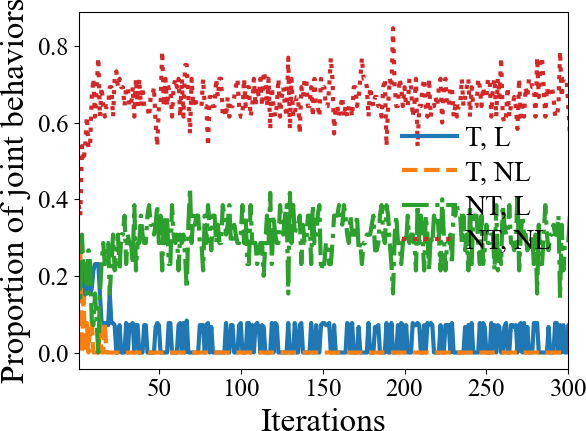 Proportion of joint behaviors
0.8
0.6
0.4
0.2
0.0
T, L
T, NL
NT, L
NT, NL
50 100 150 200 250 300
Iterations